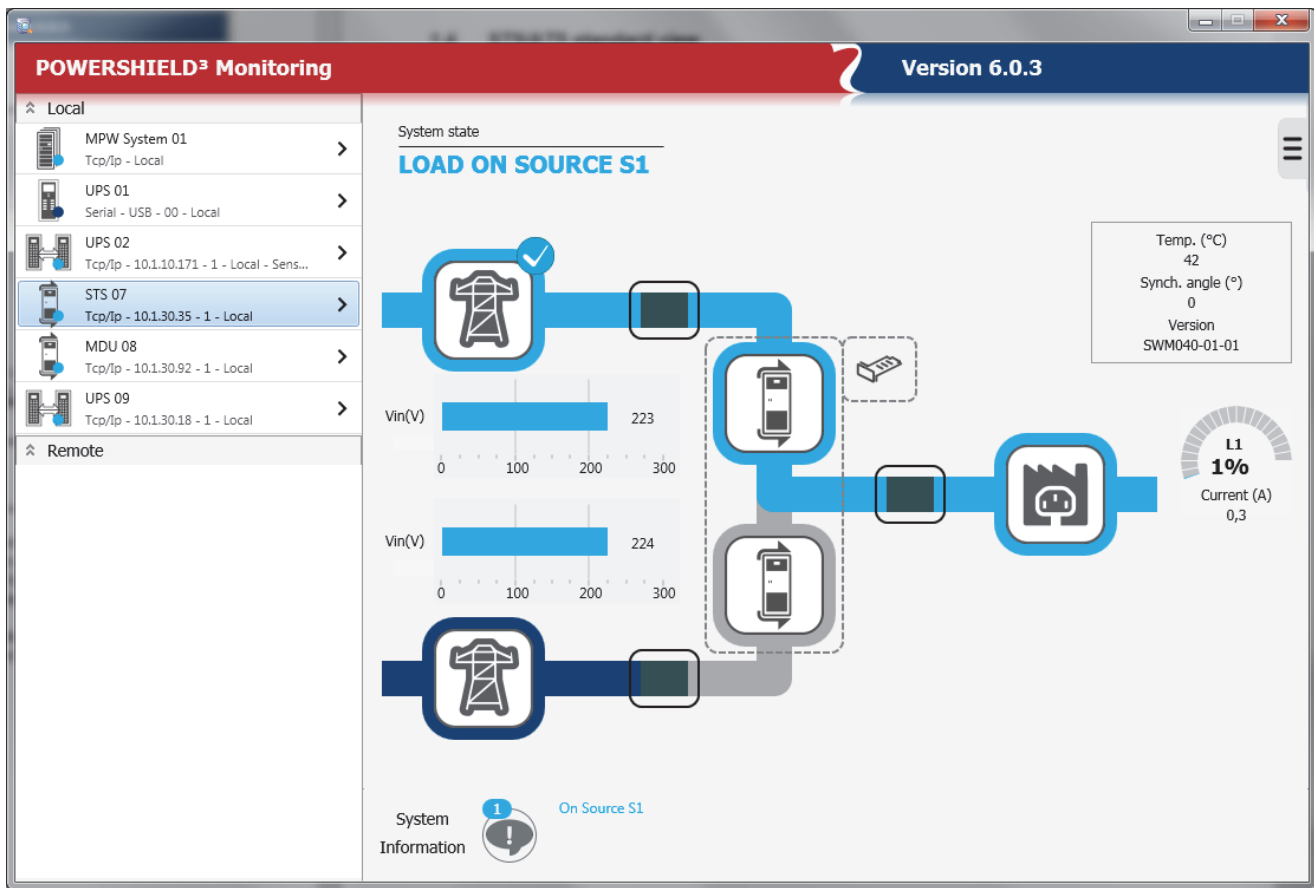 POWERSHIELD³ Monitoring
Version 6.0.3
Local
MPW System 01
Tcp/Ip - Local
UPS 01
Serial - USB - 00 - Local
UPS 02
Tcp/Ip - 10.1.10.171 - 1 - Local - Sens...
STS 07
Tcp/Ip - 10.1.30.35 - 1 - Local
MDU 08
Tcp/Ip - 10.1.30.92 - 1 - Local
UPS 09
Tcp/Ip - 10.1.30.18 - 1 - Local
Remote
System state
LOAD ON SOURCE S1
Temp. (°C)
42
Synch. angle (°)
0
Version
SWM040-01-01
Vin(V)
223
0 100 200 300
L1
1%
Current (A)
0,3
Vin(V)
224
0 100 200 300
System
Information
1
On Source S1